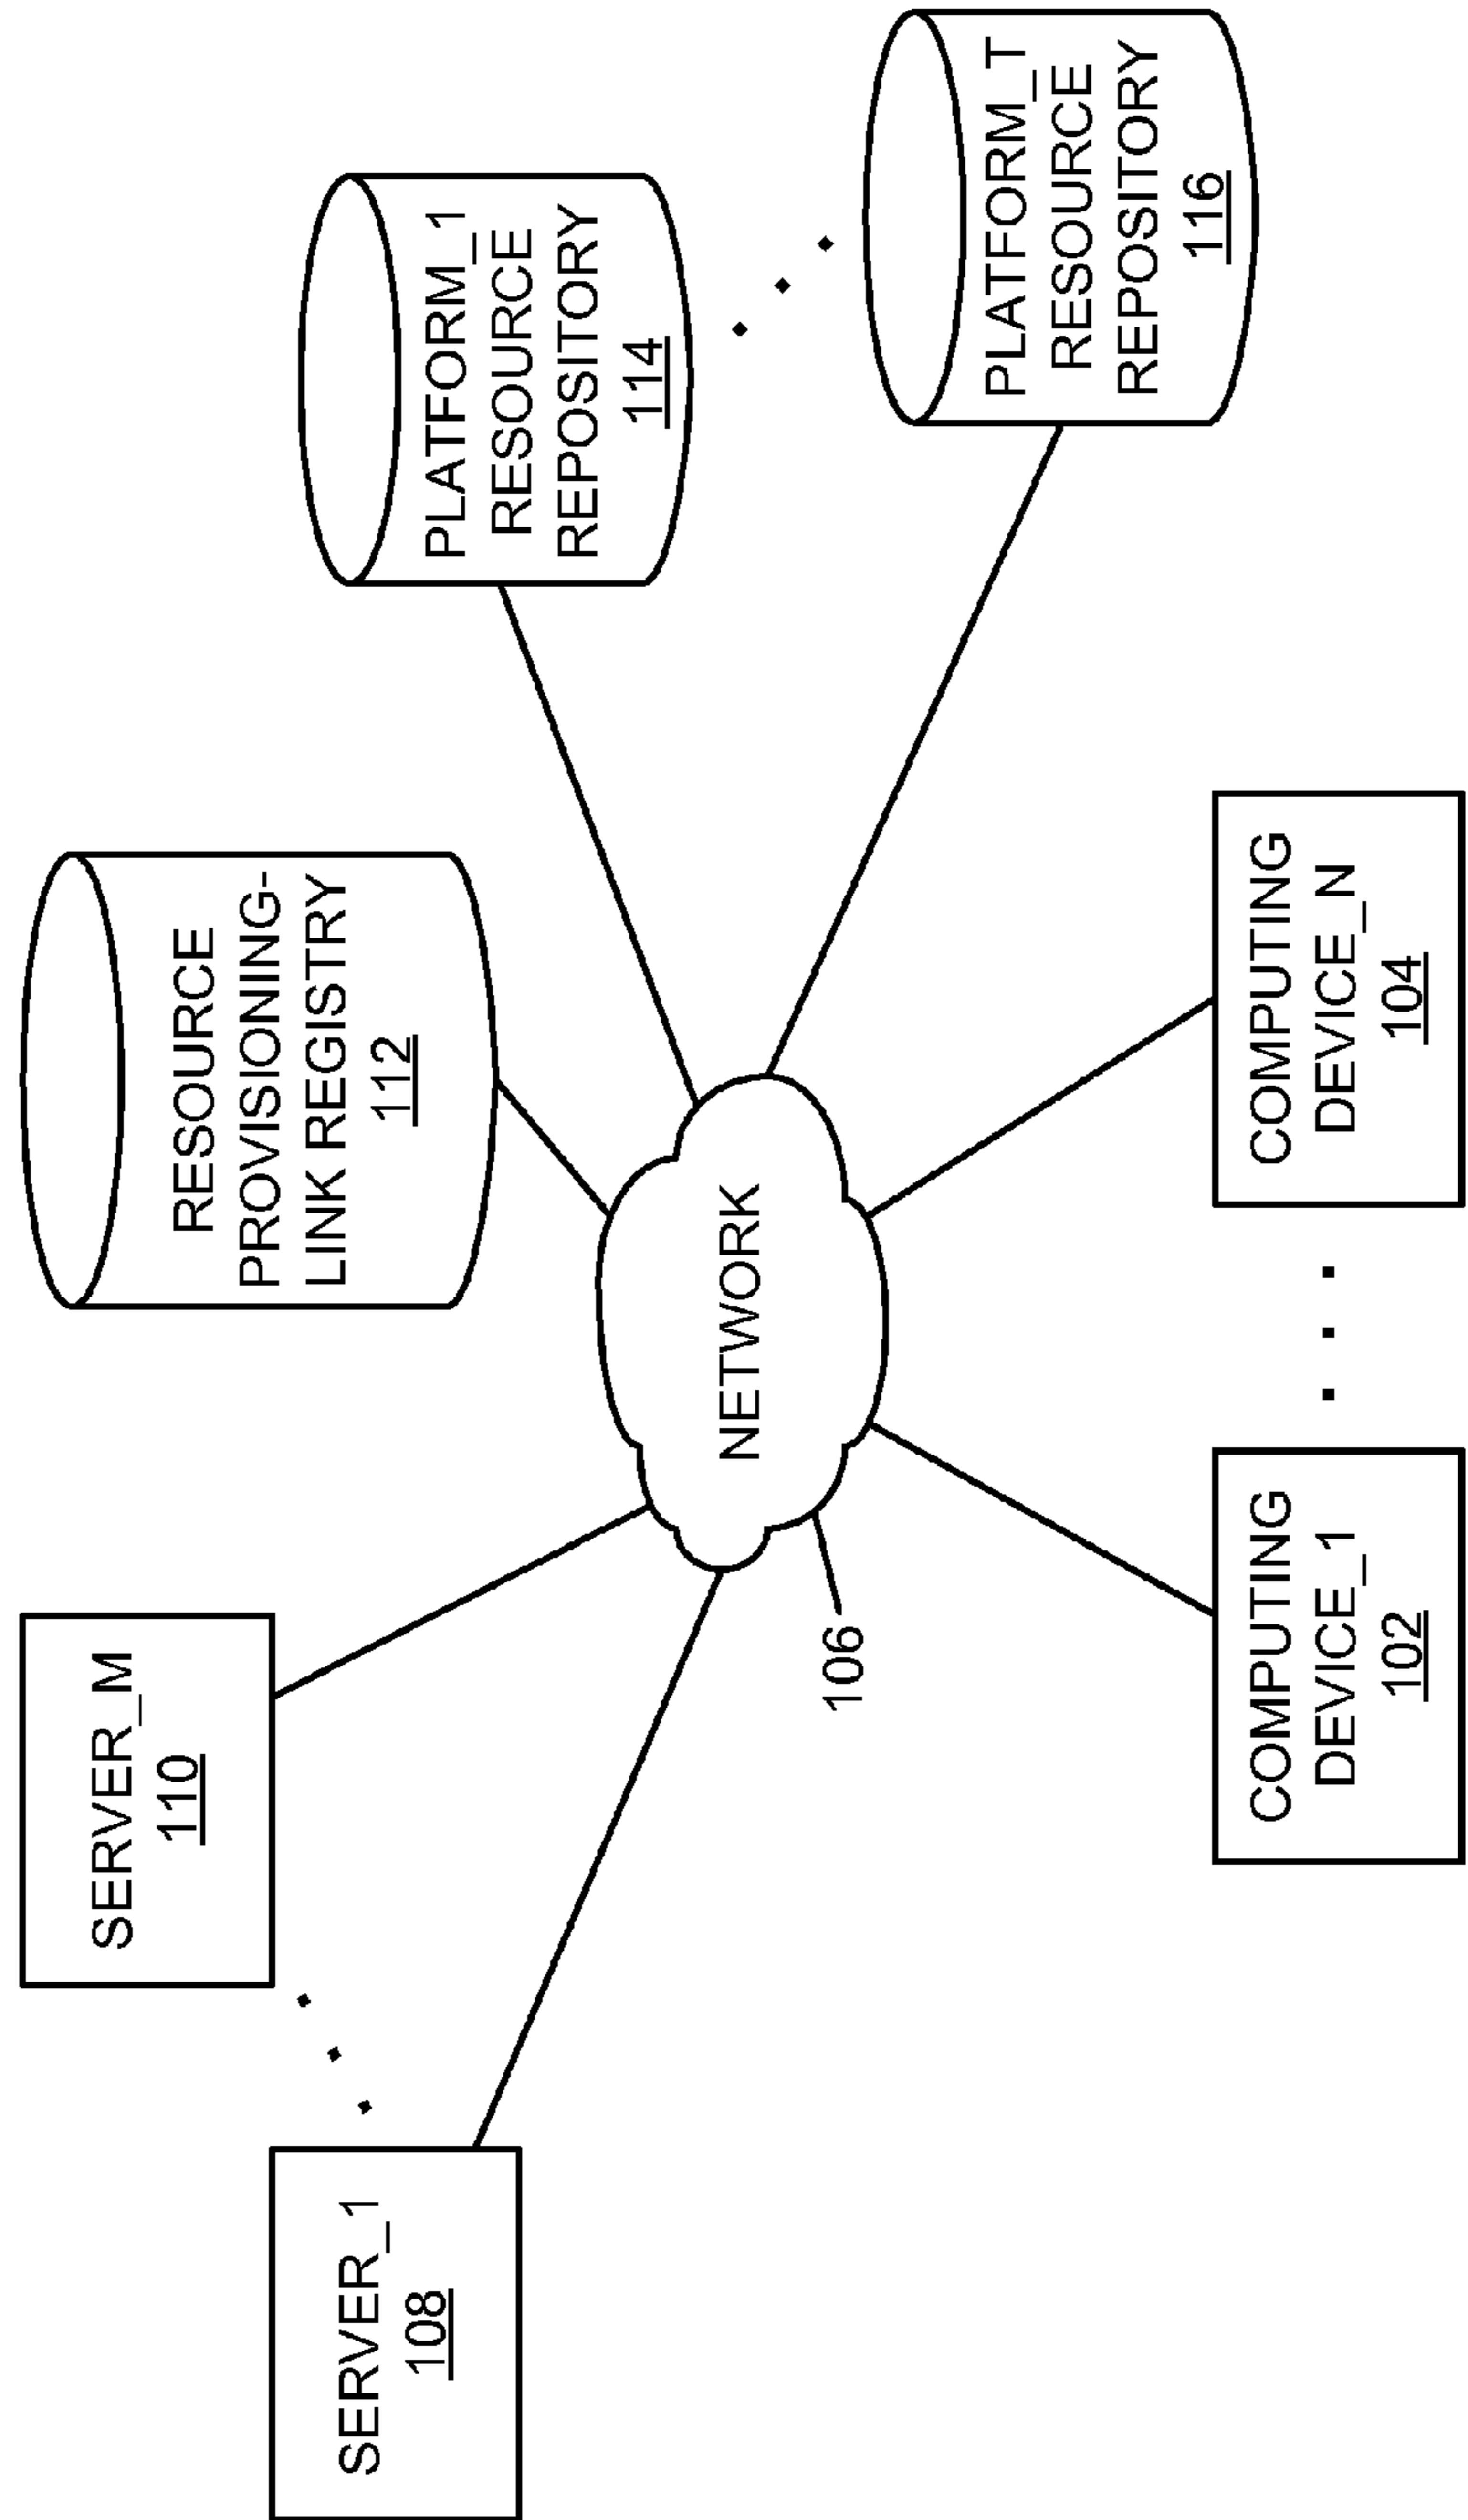 RESOURCE
PROVISIONING-
LINK REGISTRY
112
SERVER_M
110
SERVER_1
108
PLATFORM_1
RESOURCE
REPOSITORY
114
NETWORK
106
PLATFORM_T
RESOURCE
REPOSITORY
116
COMPUTING
DEVICE_1
102
COMPUTING
DEVICE_N
104